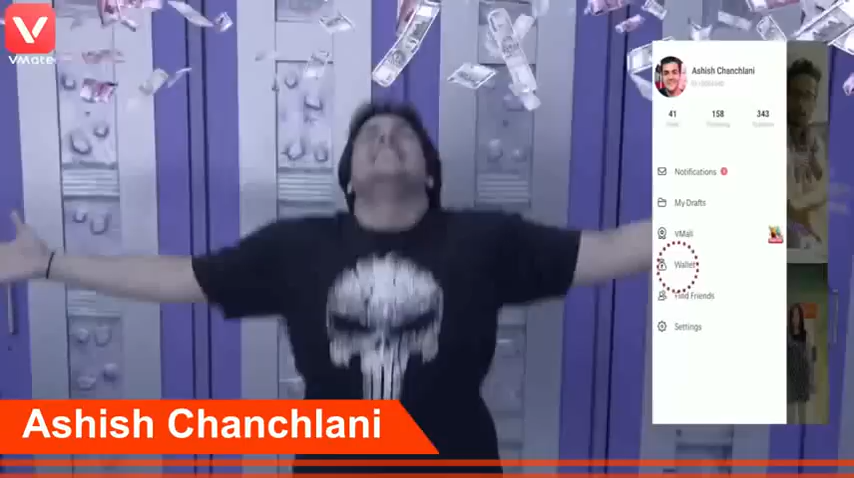 VMate
Ashish Chanchlani
41
158
343
Notifications
My Drafts
VMall
Wallet
Find Friends
Settings
Ashish Chanchlani